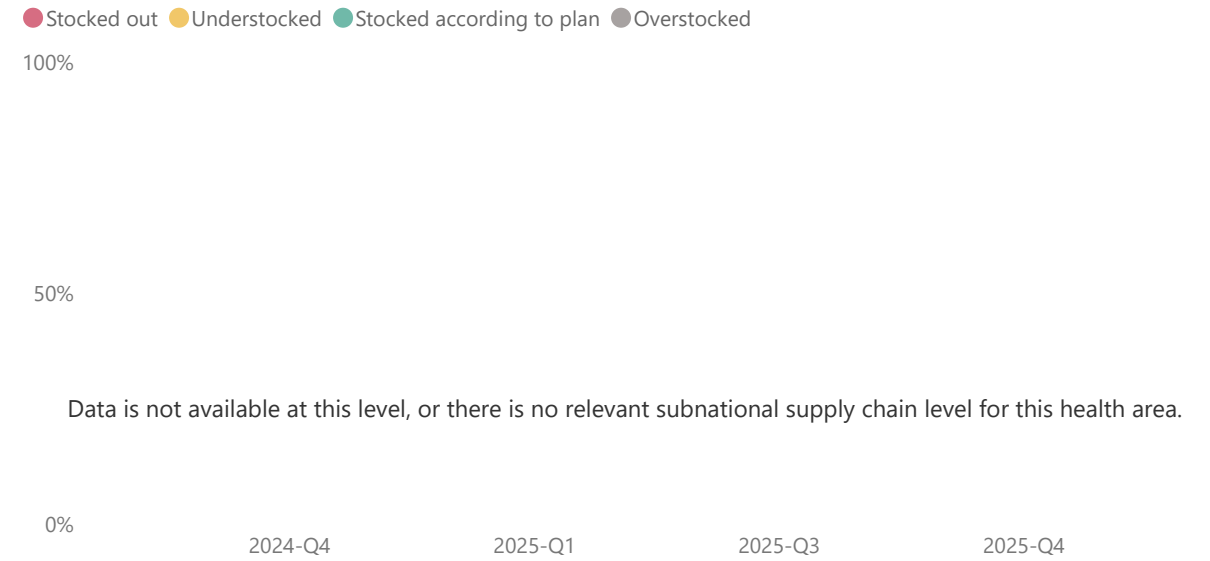 Stocked out Understocked Stocked according to plan Overstocked
100%
50%
Data is not available at this level, or there is no relevant subnational supply chain level for this health area.
0%
2024-Q4 2025-Q1 2025-Q3 2025-Q4